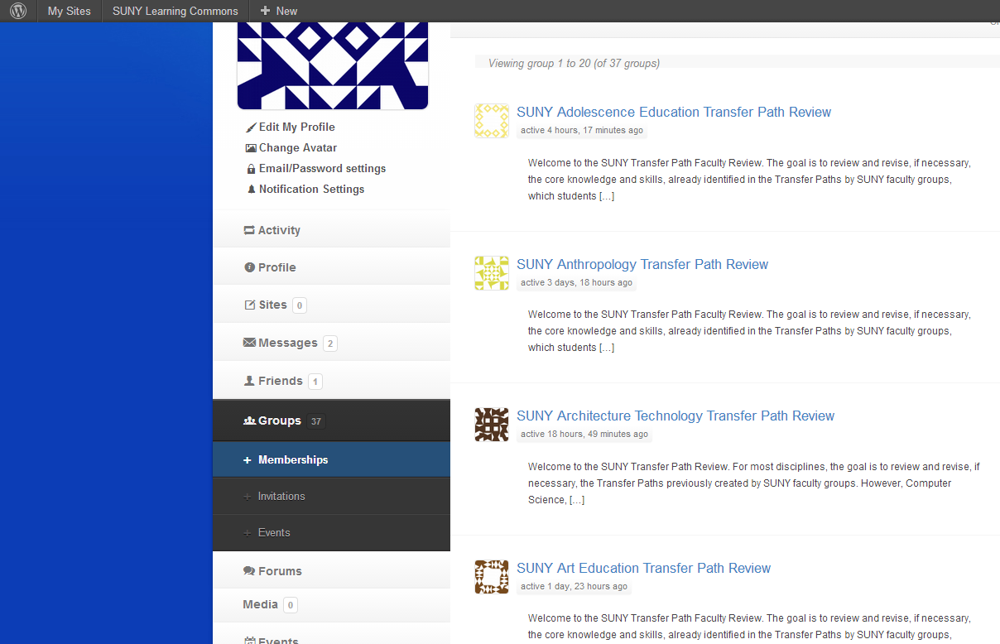 My Sites SUNY Learning Commons + New
Edit My Profile
Change Avatar
Email/Password settings
Notification Settings
Activity
Profile
Sites 0
Messages 2
Friends 1
Groups 37
+ Memberships
+ Invitations
+ Events
Forums
Media 0
Events
Viewing group 1 to 20 (of 37 groups)
SUNY Adolescence Education Transfer Path Review
active 4 hours, 17 minutes ago
Welcome to the SUNY Transfer Path Faculty Review. The goal is to review and revise, if necessary,
the core knowledge and skills, already identified in the Transfer Paths by SUNY faculty groups,
which students [...]
SUNY Anthropology Transfer Path Review
active 3 days, 18 hours ago
Welcome to the SUNY Transfer Path Faculty Review. The goal is to review and revise, if necessary,
the core knowledge and skills, already identified in the Transfer Paths by SUNY faculty groups,
which students [...]
SUNY Architecture Technology Transfer Path Review
active 18 hours, 49 minutes ago
Welcome to the SUNY Transfer Path Review. For most disciplines, the goal is to review and revise, if
necessary, the Transfer Paths previously created by SUNY faculty groups. However, Computer
Science, [...]
SUNY Art Education Transfer Path Review
active 1 day, 23 hours ago
Welcome to the SUNY Transfer Path Faculty Review. The goal is to review and revise, if necessary,
the core knowledge and skills, already identified in the Transfer Paths by SUNY faculty groups,